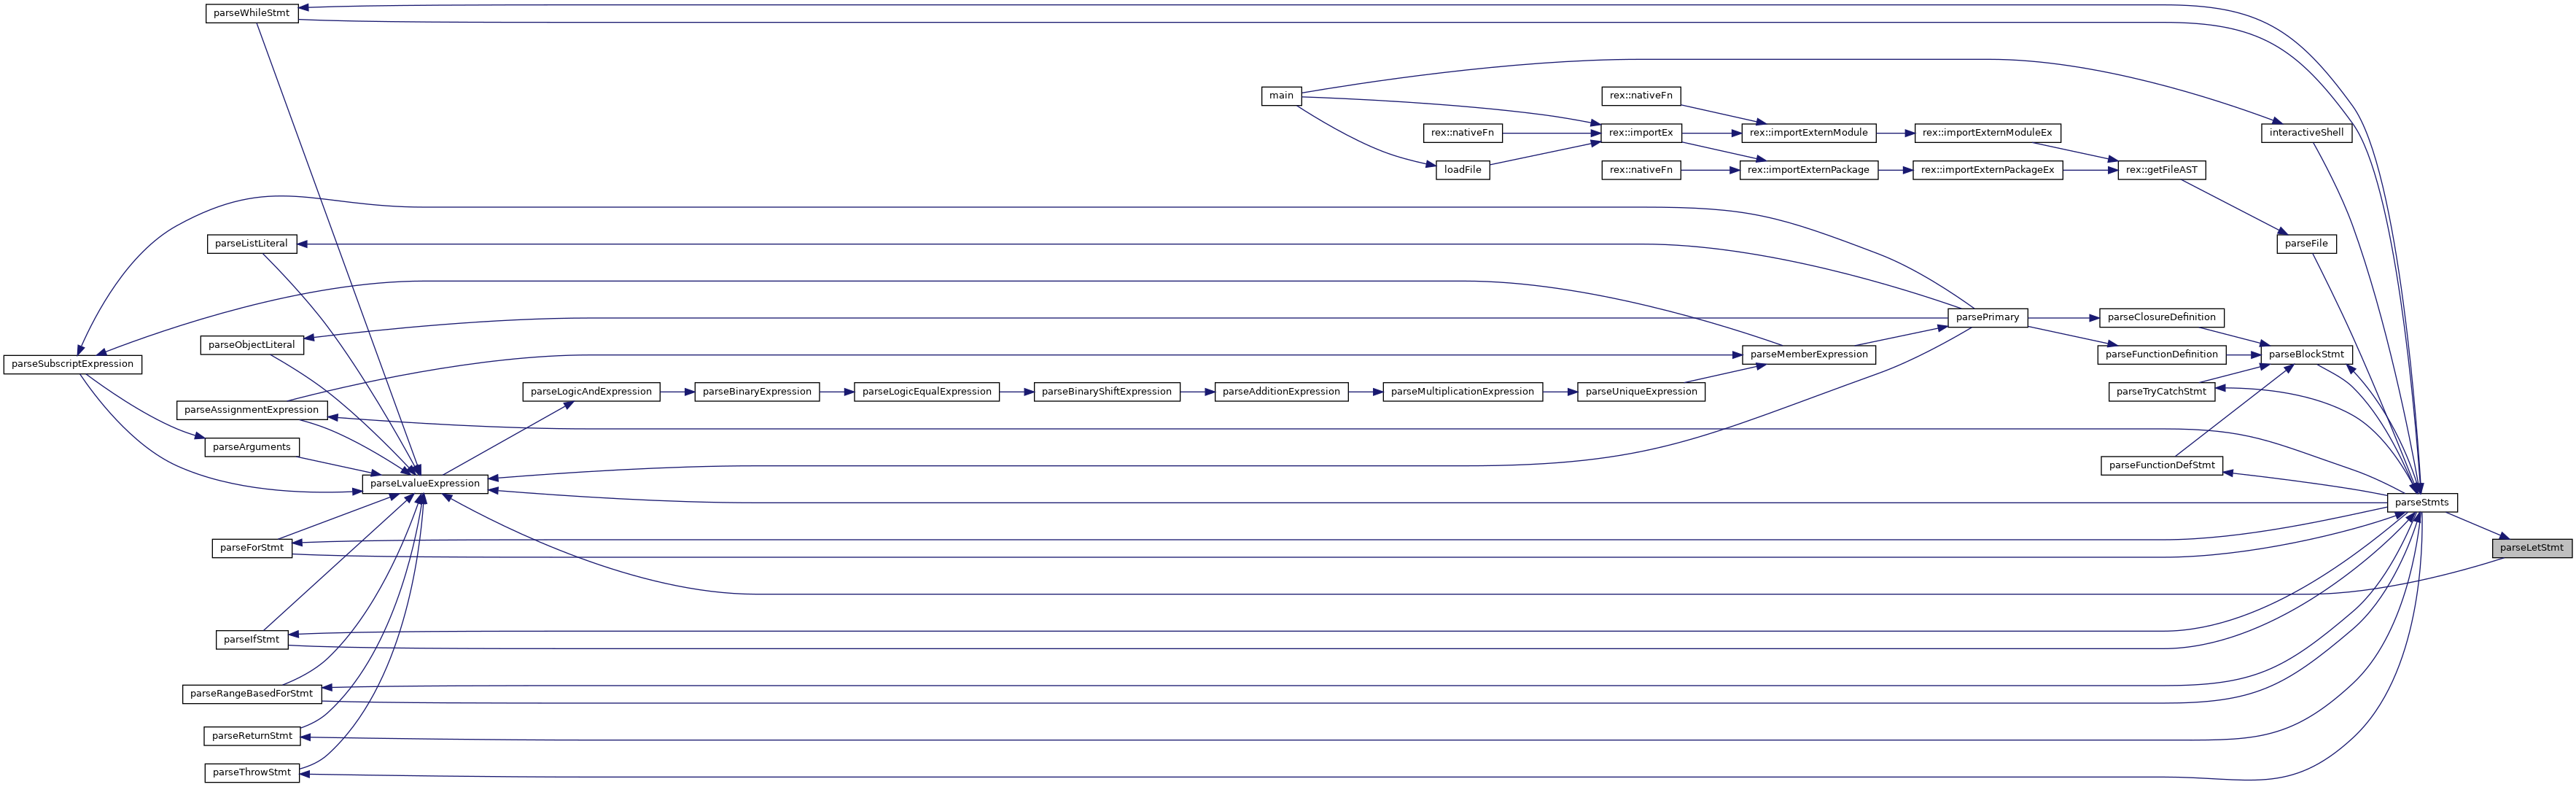 parseWhileStmt
main
rex::nativeFn
rex::nativeFn
rex::importEx
rex::importExternModule
rex::importExternModuleEx
interactiveShell
loadFile
rex::nativeFn
rex::importExternPackage
rex::importExternPackageEx
rex::getFileAST
parseListLiteral
parseFile
parsePrimary
parseClosureDefinition
parseObjectLiteral
parseSubscriptExpression
parseMemberExpression
parseFunctionDefinition
parseBlockStmt
parseLogicAndExpression
parseBinaryExpression
parseLogicEqualExpression
parseBinaryShiftExpression
parseAdditionExpression
parseMultiplicationExpression
parseUniqueExpression
parseTryCatchStmt
parseAssignmentExpression
parseArguments
parseFunctionDefStmt
parseLvalueExpression
parseStmts
parseForStmt
parseLetStmt
parseIfStmt
parseRangeBasedForStmt
parseReturnStmt
parseThrowStmt